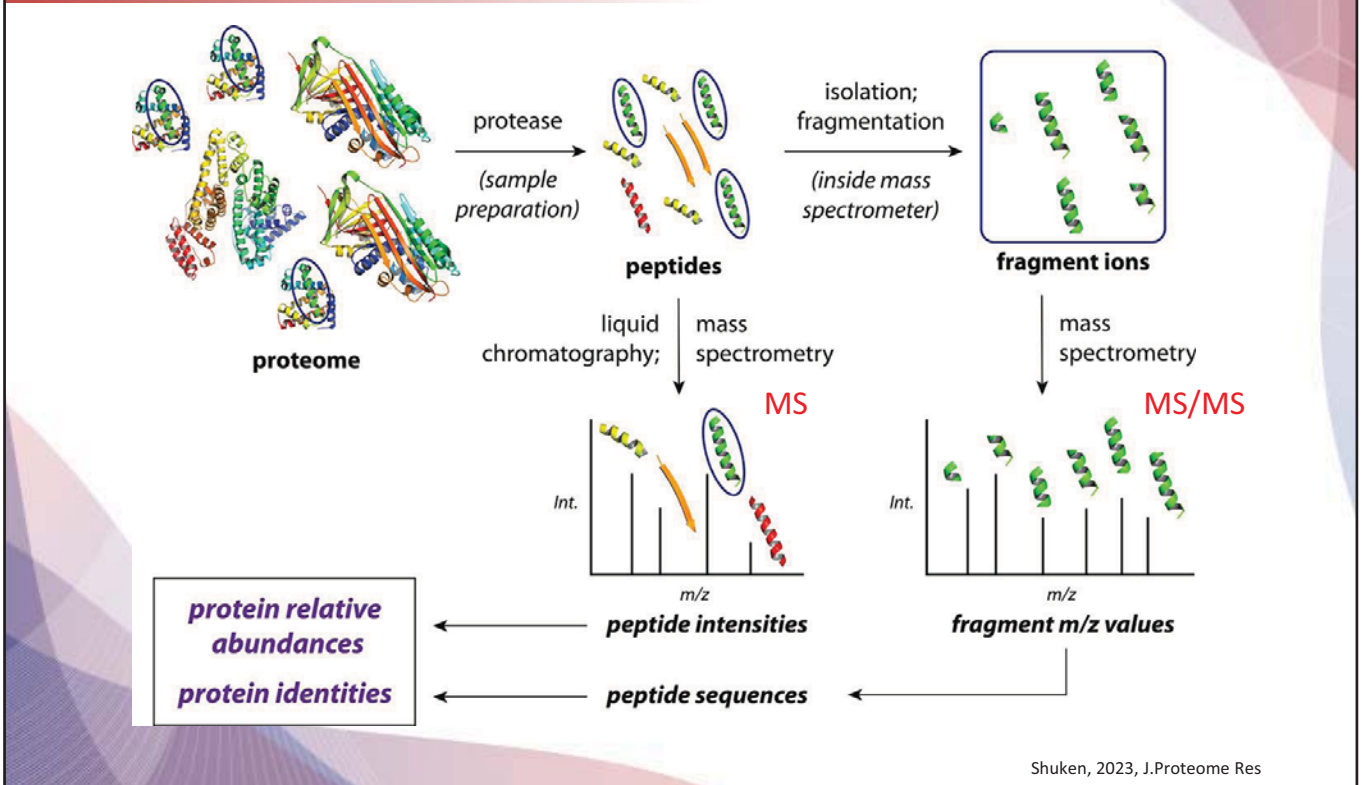 protease
(sample
preparation)
isolation;
fragmentation
(inside mass
spectrometer)
proteome
peptides
fragment ions
liquid
chromatography;
mass
spectrometry
mass
spectrometry
MS
MS/MS
Int.
m/z
Int.
m/z
protein relative
abundances
protein identities
peptide intensities
peptide sequences
fragment m/z values
Shuken, 2023, J.Proteome Res